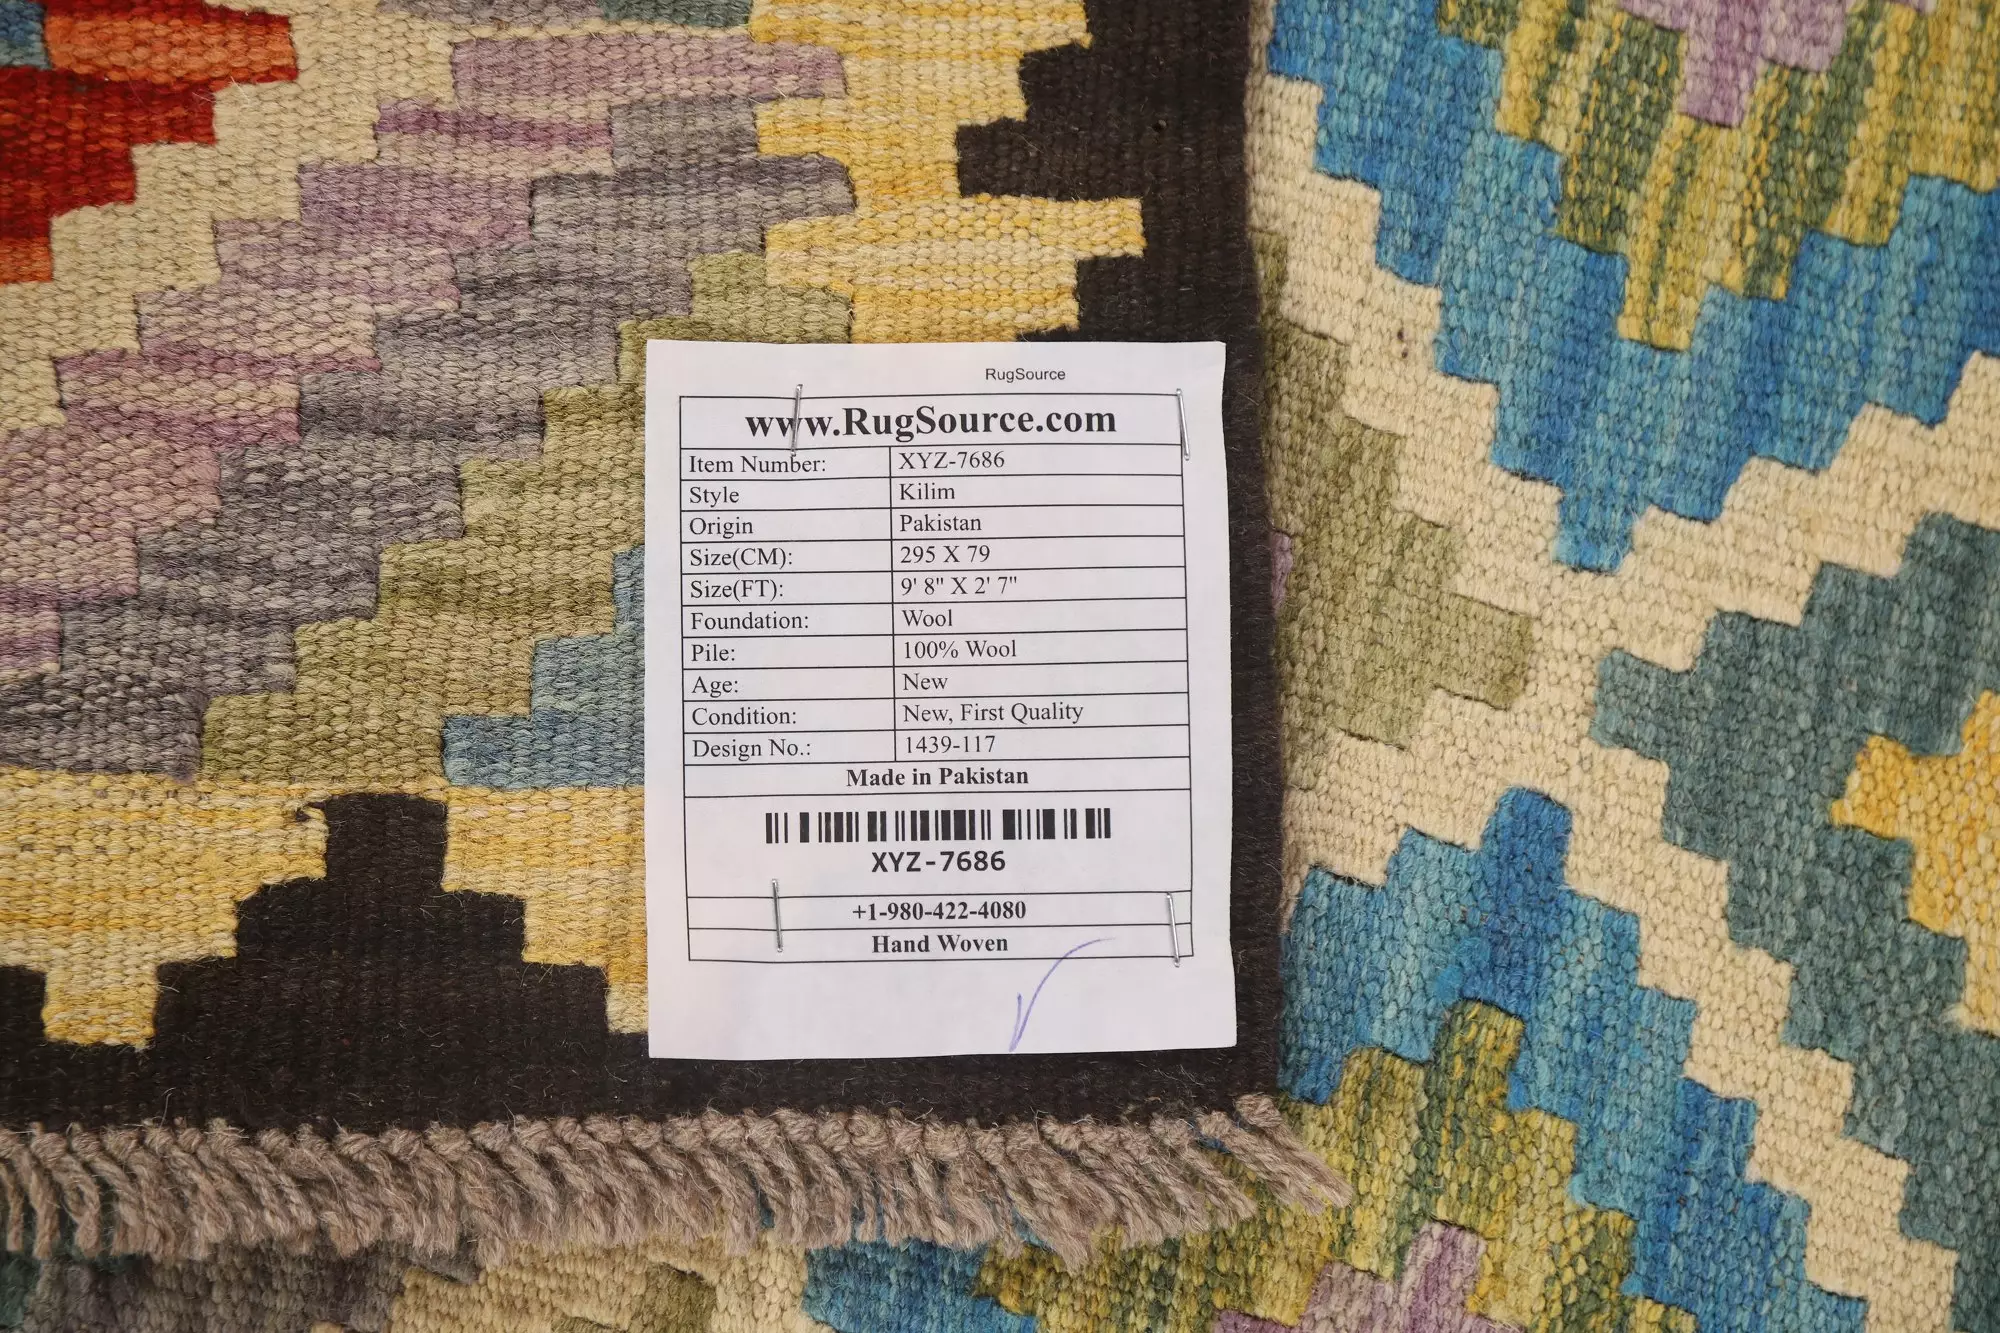 RugSource
www.RugSource.com
Item Number: XYZ-7686
Style Kilim
Origin Pakistan
Size(CM): 295 X 79
Size(FT): 9' 8" X 2' 7"
Foundation: Wool
Pile: 100% Wool
Age: New
Condition: New, First Quality
Design No.: 1439-117
Made in Pakistan
XYZ-7686
+1-980-422-4080
Hand Woven